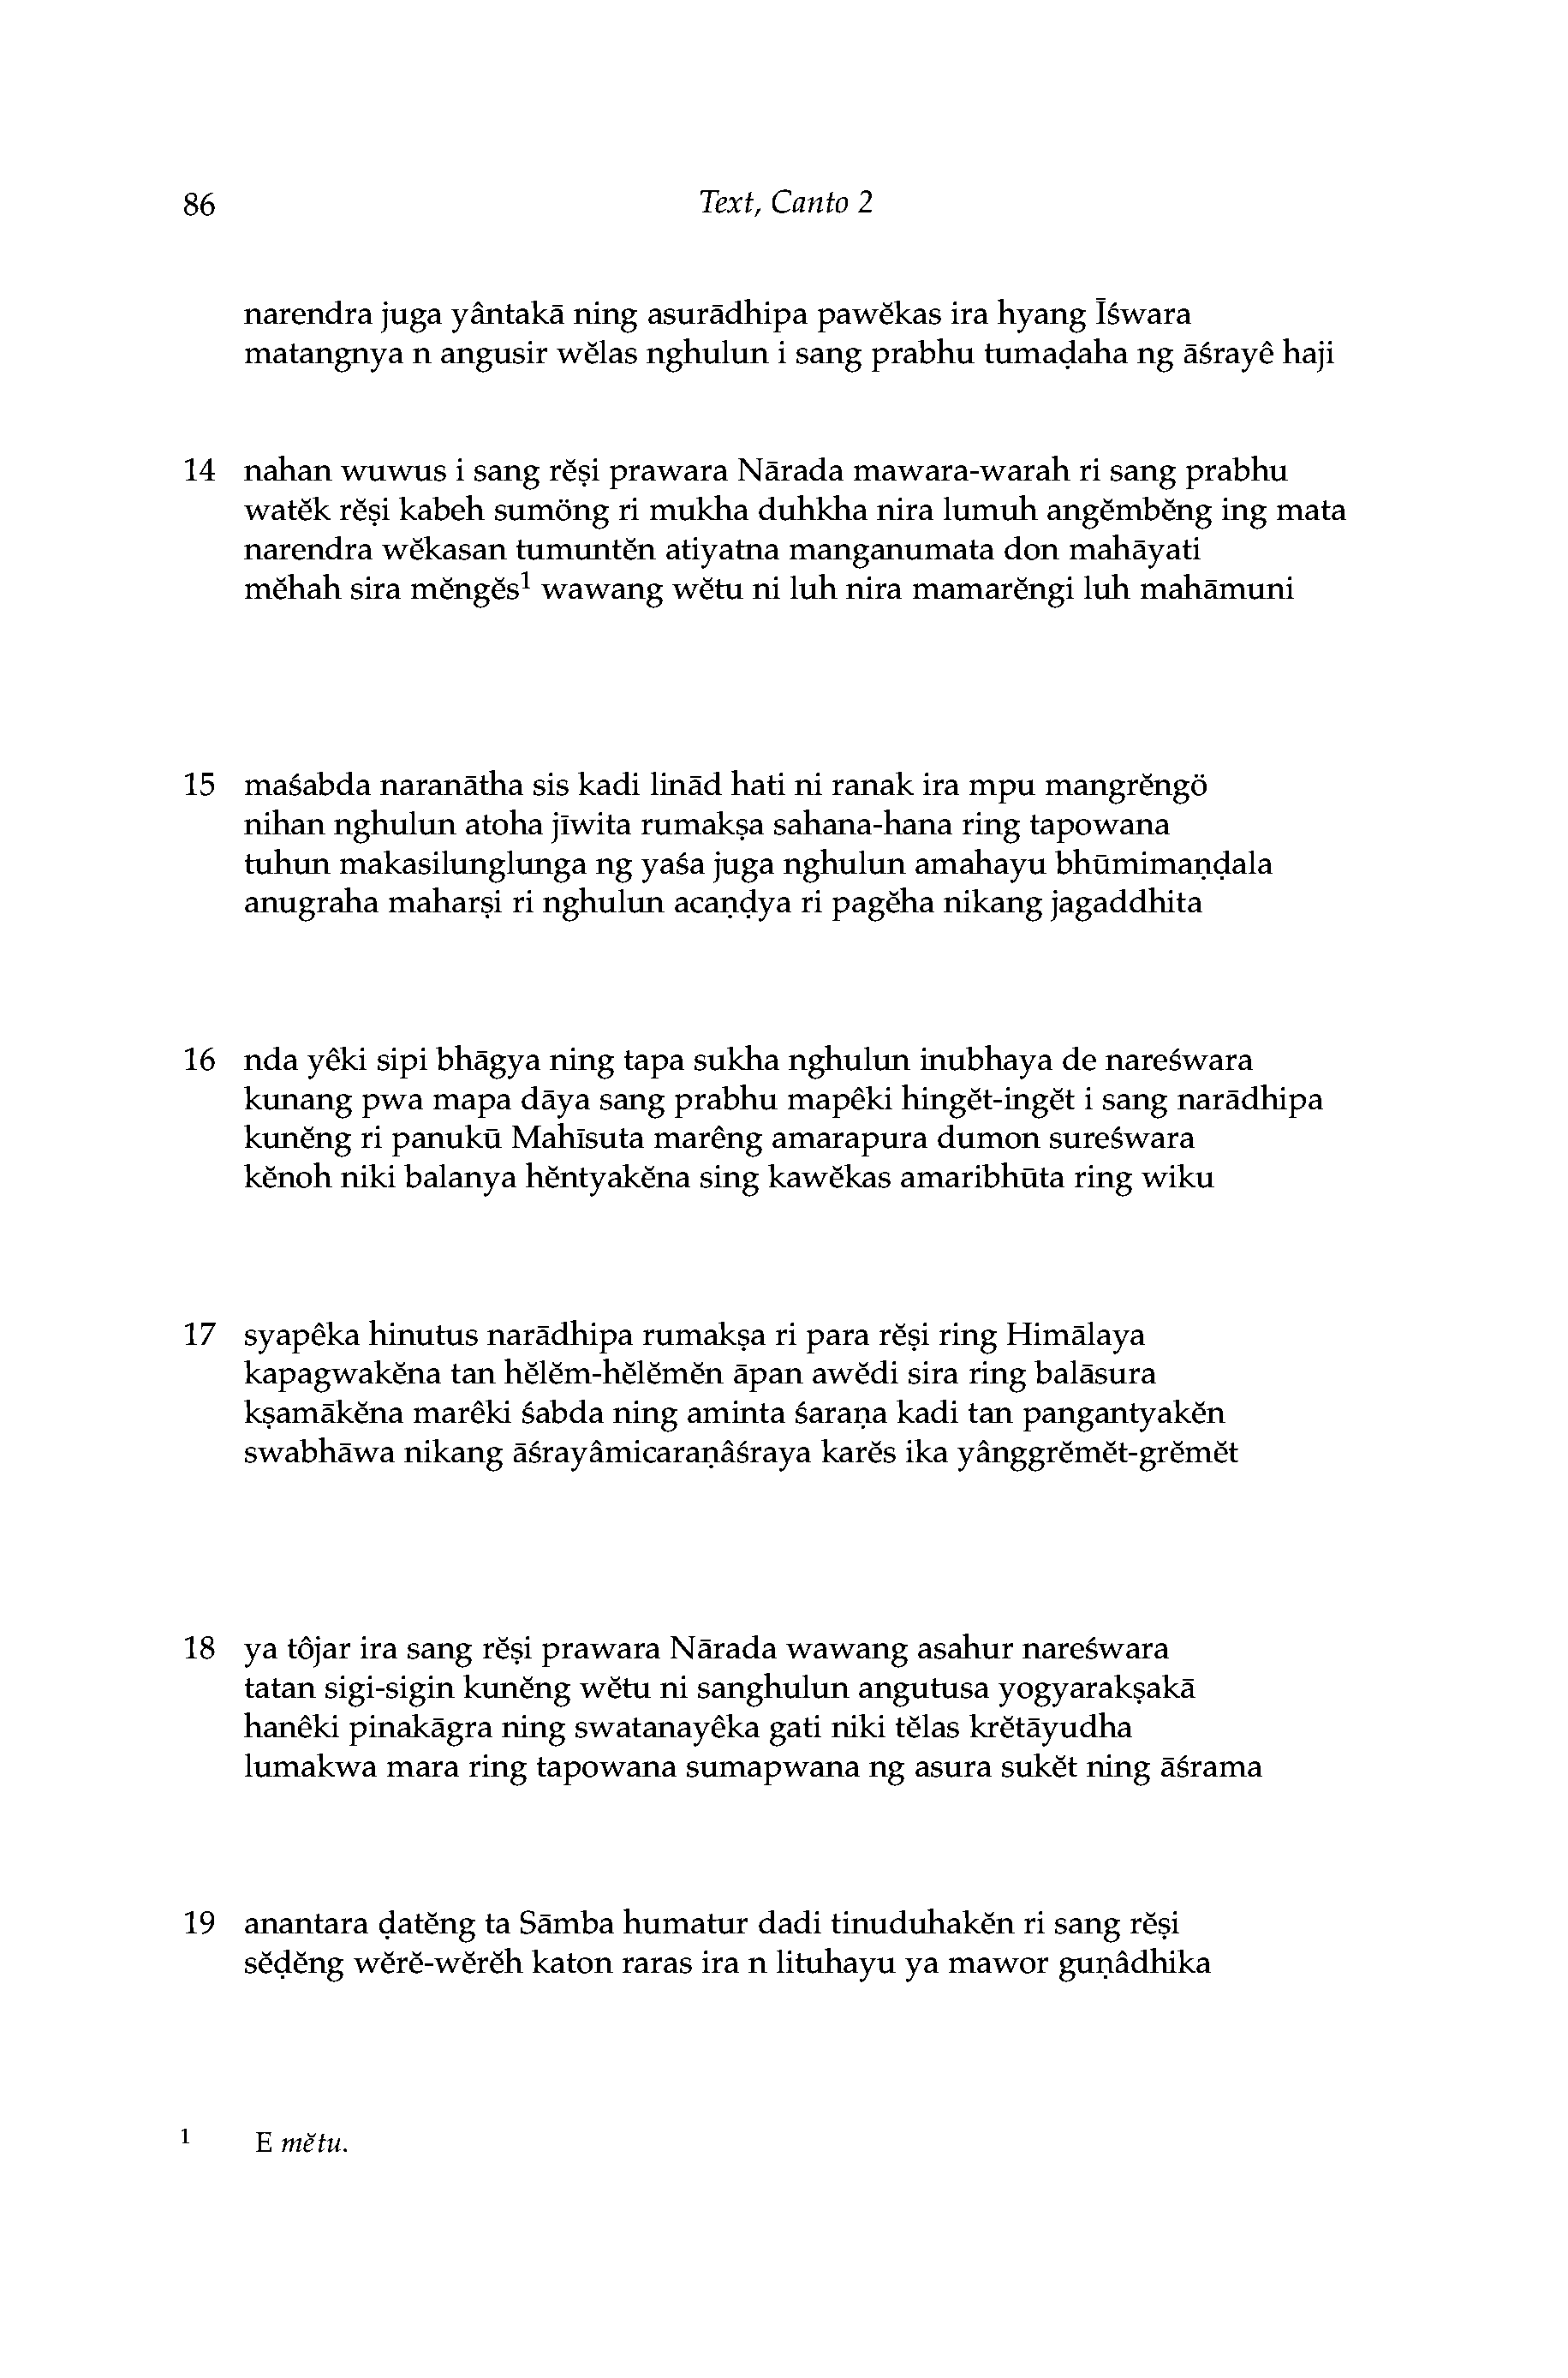 86 Text, Canto 2
narendra juga yântakā ning asurādhipa pawĕkas ira hyang Īśwara
matangnya n angusir wĕlas nghulun i sang prabhu tumaḍaha ng āśrayê haji
14 nahan wuwus i sang rĕṣi prawara Nārada mawara-warah ri sang prabhu
watĕk rĕṣi kabeh sumöng ri mukha duhkha nira lumuh angĕmbĕng ing mata
narendra wĕkasan tumuntĕn atiyatna manganumata don mahāyati
mĕhah sira mĕngĕs¹ wawang wĕtu ni luh nira mamarĕngi luh mahāmuni
15 maśabda naranātha sis kadi linād hati ni ranak ira mpu mangrĕngö
nihan nghulun atoha jīwita rumakṣa sahana-hana ring tapowana
tuhun makasilunglunga ng yaśa juga nghulun amahayu bhūmimaṇḍala
anugraha maharṣi ri nghulun acaṇḍya ri pagĕha nikang jagaddhita
16 nda yêki sipi bhāgya ning tapa sukha nghulun inubhaya de nareśwara
kunang pwa mapa dāya sang prabhu mapêki hingĕt-ingĕt i sang narādhipa
kunĕng ri panukū Mahīsuta marêng amarapura dumon sureśwara
kĕnoh niki balanya hĕntyakĕna sing kawĕkas amaribhūta ring wiku
17 syapêka hinutus narādhipa rumakṣa ri para rĕṣi ring Himālaya
kapagwakĕna tan hĕlĕm-hĕlĕmĕn āpan awĕdi sira ring balāsura
kṣamākĕna marêki śabda ning aminta śaraṇa kadi tan pangantyakĕn
swabhāwa nikang āśrayâmicaraṇâśraya karĕs ika yânggrĕmĕt-grĕmĕt
18 ya tôjar ira sang rĕṣi prawara Nārada wawang asahur nareśwara
tatan sigi-sigin kunĕng wĕtu ni sanghulun angutusa yogyarakṣakā
hanêki pinakāgra ning swatanayêka gati niki tĕlas krĕtāyudha
lumakwa mara ring tapowana sumapwana ng asura sukĕt ning āśrama
19 anantara ḍatĕng ta Sāmba humatur dadi tinuduhakĕn ri sang rĕṣi
sĕḍĕng wĕrĕ-wĕrĕh katon raras ira n lituhayu ya mawor guṇâdhika
¹ E mĕtu.